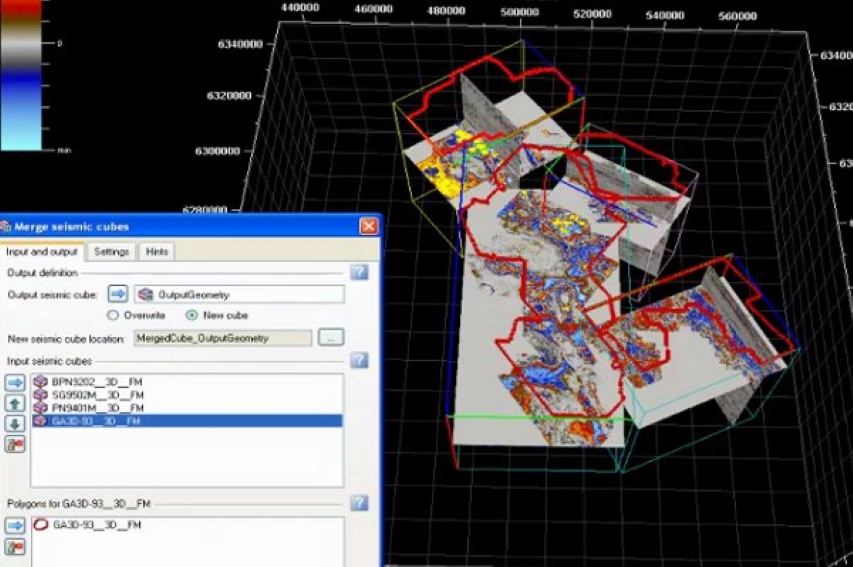 440000 460000 480000 500000 520000 540000 560000
6340000
6320000
6300000
6280000
0
min
Merge seismic cubes
Input and output Settings Hints
Output definition
Output seismic cube: OutputGeometry
Overwrite New cube
New seismic cube location: MergedCube_OutputGeometry ...
Input seismic cubes
BPN9202__3D__FM
SG9502M__3D__FM
PN9401M__3D__FM
GA3D-93__3D__FM
Polygons for GA3D-93__3D__FM
GA3D-93__3D__FM